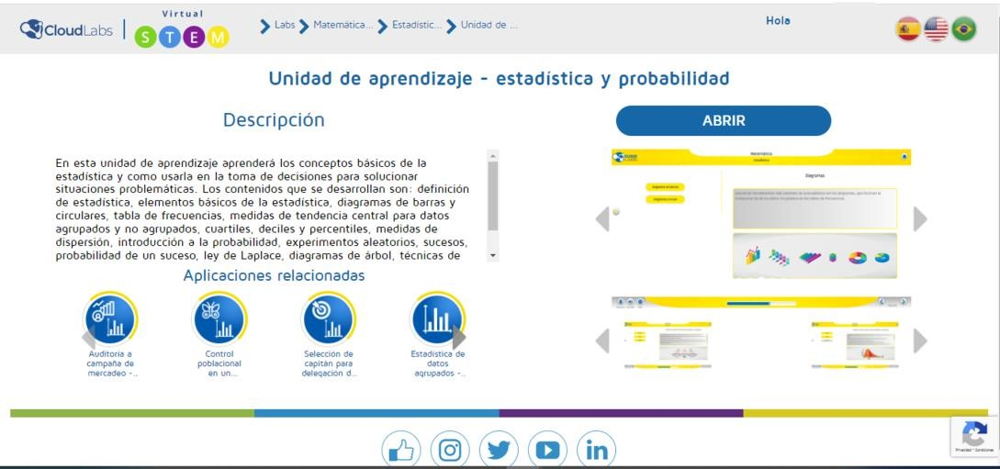 Virtual
CloudLabs
STEM
Labs
Matemática...
Estadístic...
Unidad de ...
Hola
Unidad de aprendizaje - estadística y probabilidad
Descripción
ABRIR
En esta unidad de aprendizaje aprenderá los conceptos básicos de la
estadística y como usarla en la toma de decisiones para solucionar
situaciones problemáticas. Los contenidos que se desarrollan son: definición
de estadística, elementos básicos de la estadística, diagramas de barras y
circulares, tabla de frecuencias, medidas de tendencia central para datos
agrupados y no agrupados, cuartiles, deciles y percentiles, medidas de
dispersión, introducción a la probabilidad, experimentos aleatorios, sucesos,
probabilidad de un suceso, ley de Laplace, diagramas de árbol, técnicas de
Matemática
Estadística
Diagramas
Aplicaciones relacionadas
Auditoria a
campaña de
mercadeo -..
Control
poblacional
en un...
Selección de
capitán para
delegación d...
Estadística de
datos
agrupados -..
Privacidad - Condiciones